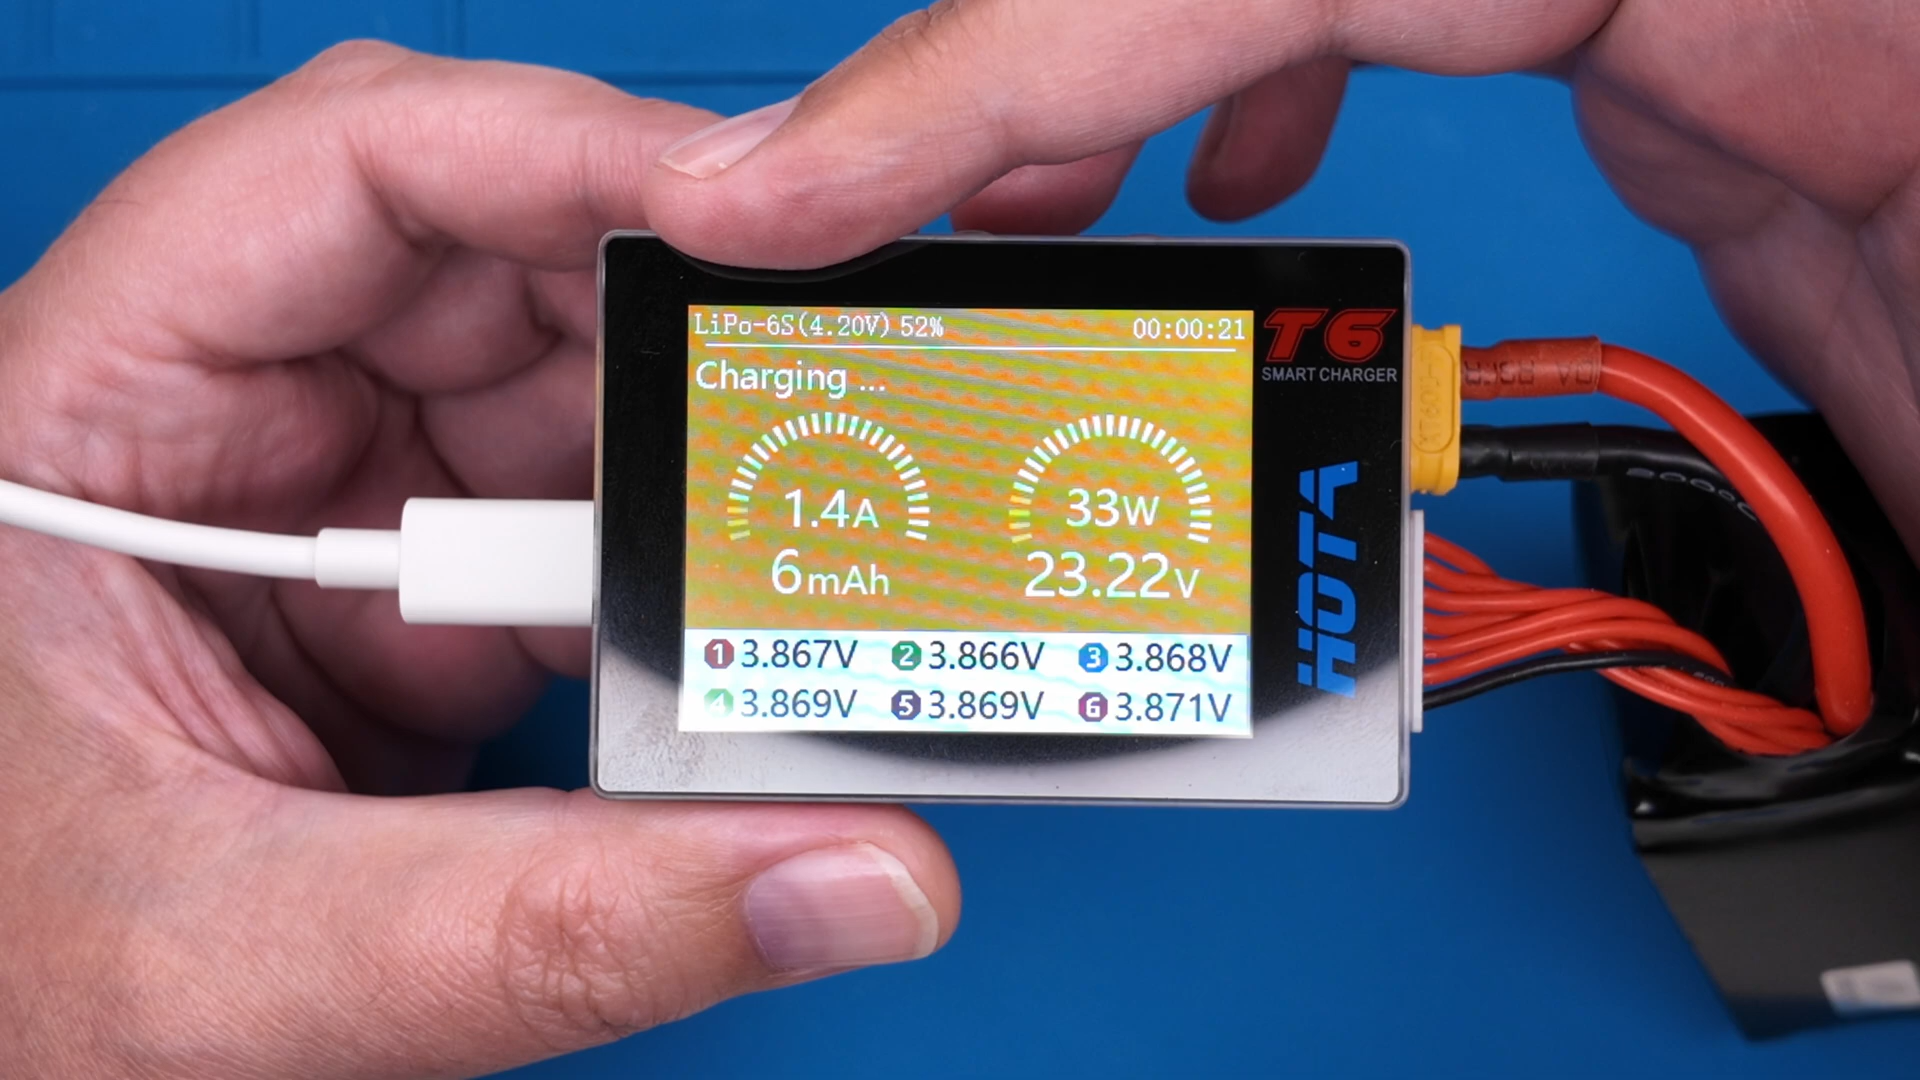 LiPo-6S(4.20V) 52% 00:00:21
Charging ...
1.4A 33W
6mAh 23.22V
1 3.867V 2 3.866V 3 3.868V
4 3.869V 5 3.869V 6 3.871V
T6
SMART CHARGER
HOTA